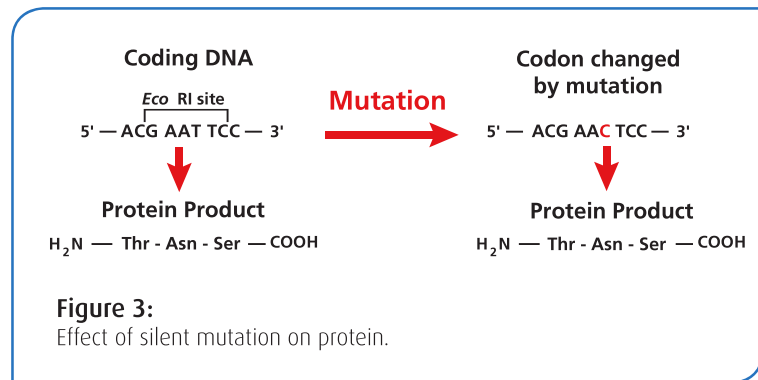 Coding DNA
Eco RI site
5' — ACG AAT TCC — 3'
Protein Product
H2N — Thr - Asn - Ser — COOH
Mutation
Codon changed
by mutation
5' — ACG AAC TCC — 3'
Protein Product
H2N — Thr - Asn - Ser — COOH
Figure 3:
Effect of silent mutation on protein.